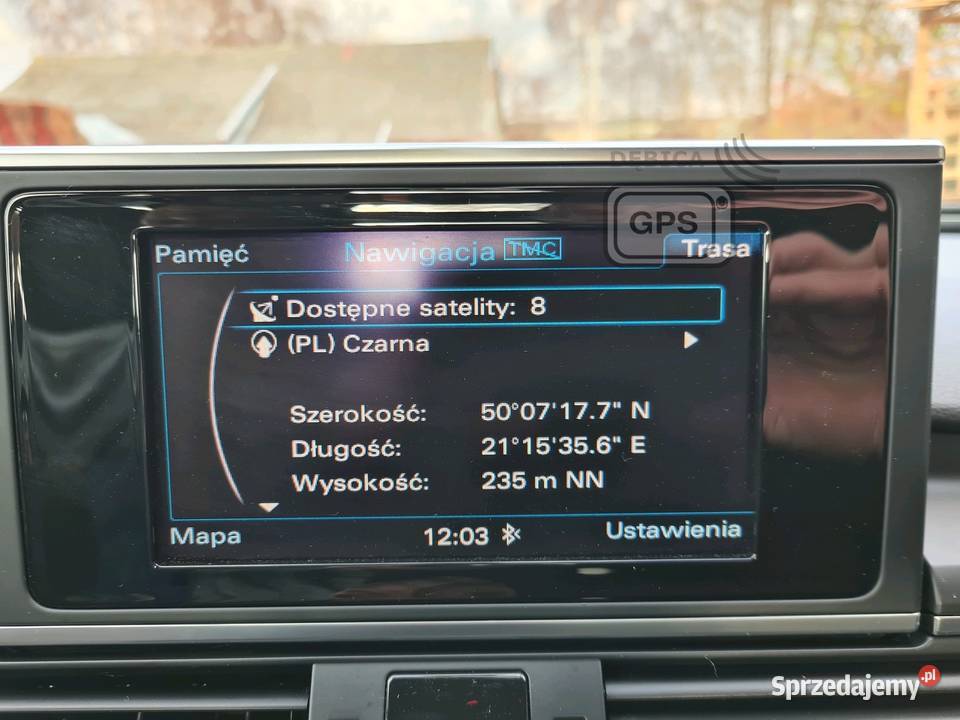 DEBICA
GPS
Pamięć Nawigacja TMC Trasa
Dostępne satelity: 8
(PL) Czarna
Szerokość: 50°07'17.7" N
Długość: 21°15'35.6" E
Wysokość: 235 m NN
Mapa 12:03 Ustawienia
Sprzedajemy.pl